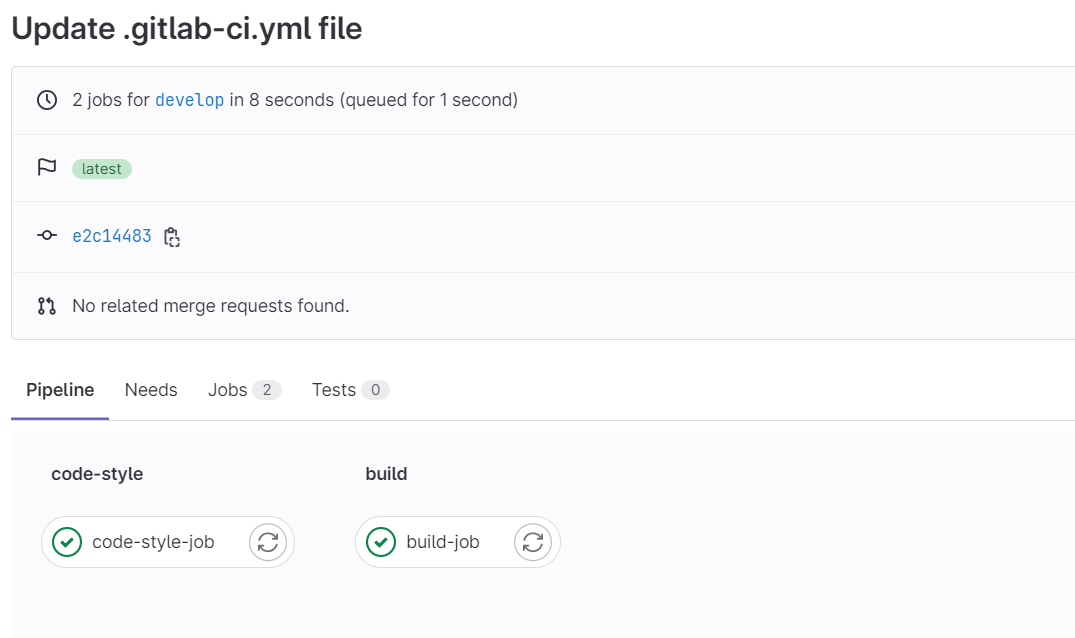 Update .gitlab-ci.yml file
2 jobs for develop in 8 seconds (queued for 1 second)
latest
e2c14483
No related merge requests found.
Pipeline Needs Jobs 2 Tests 0
code-style build
code-style-job build-job